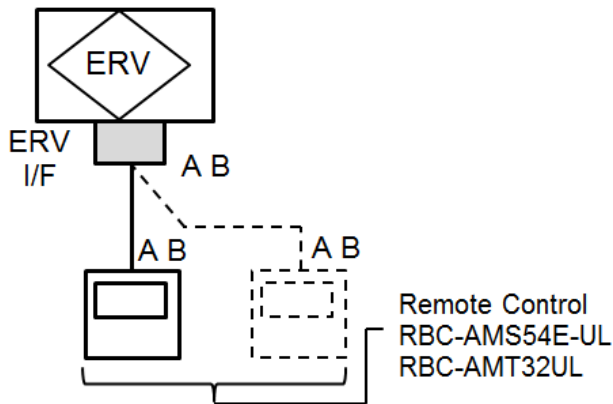 ERV
ERV
I/F
A B
A B
A B
Remote Control
RBC-AMS54E-UL
RBC-AMT32UL